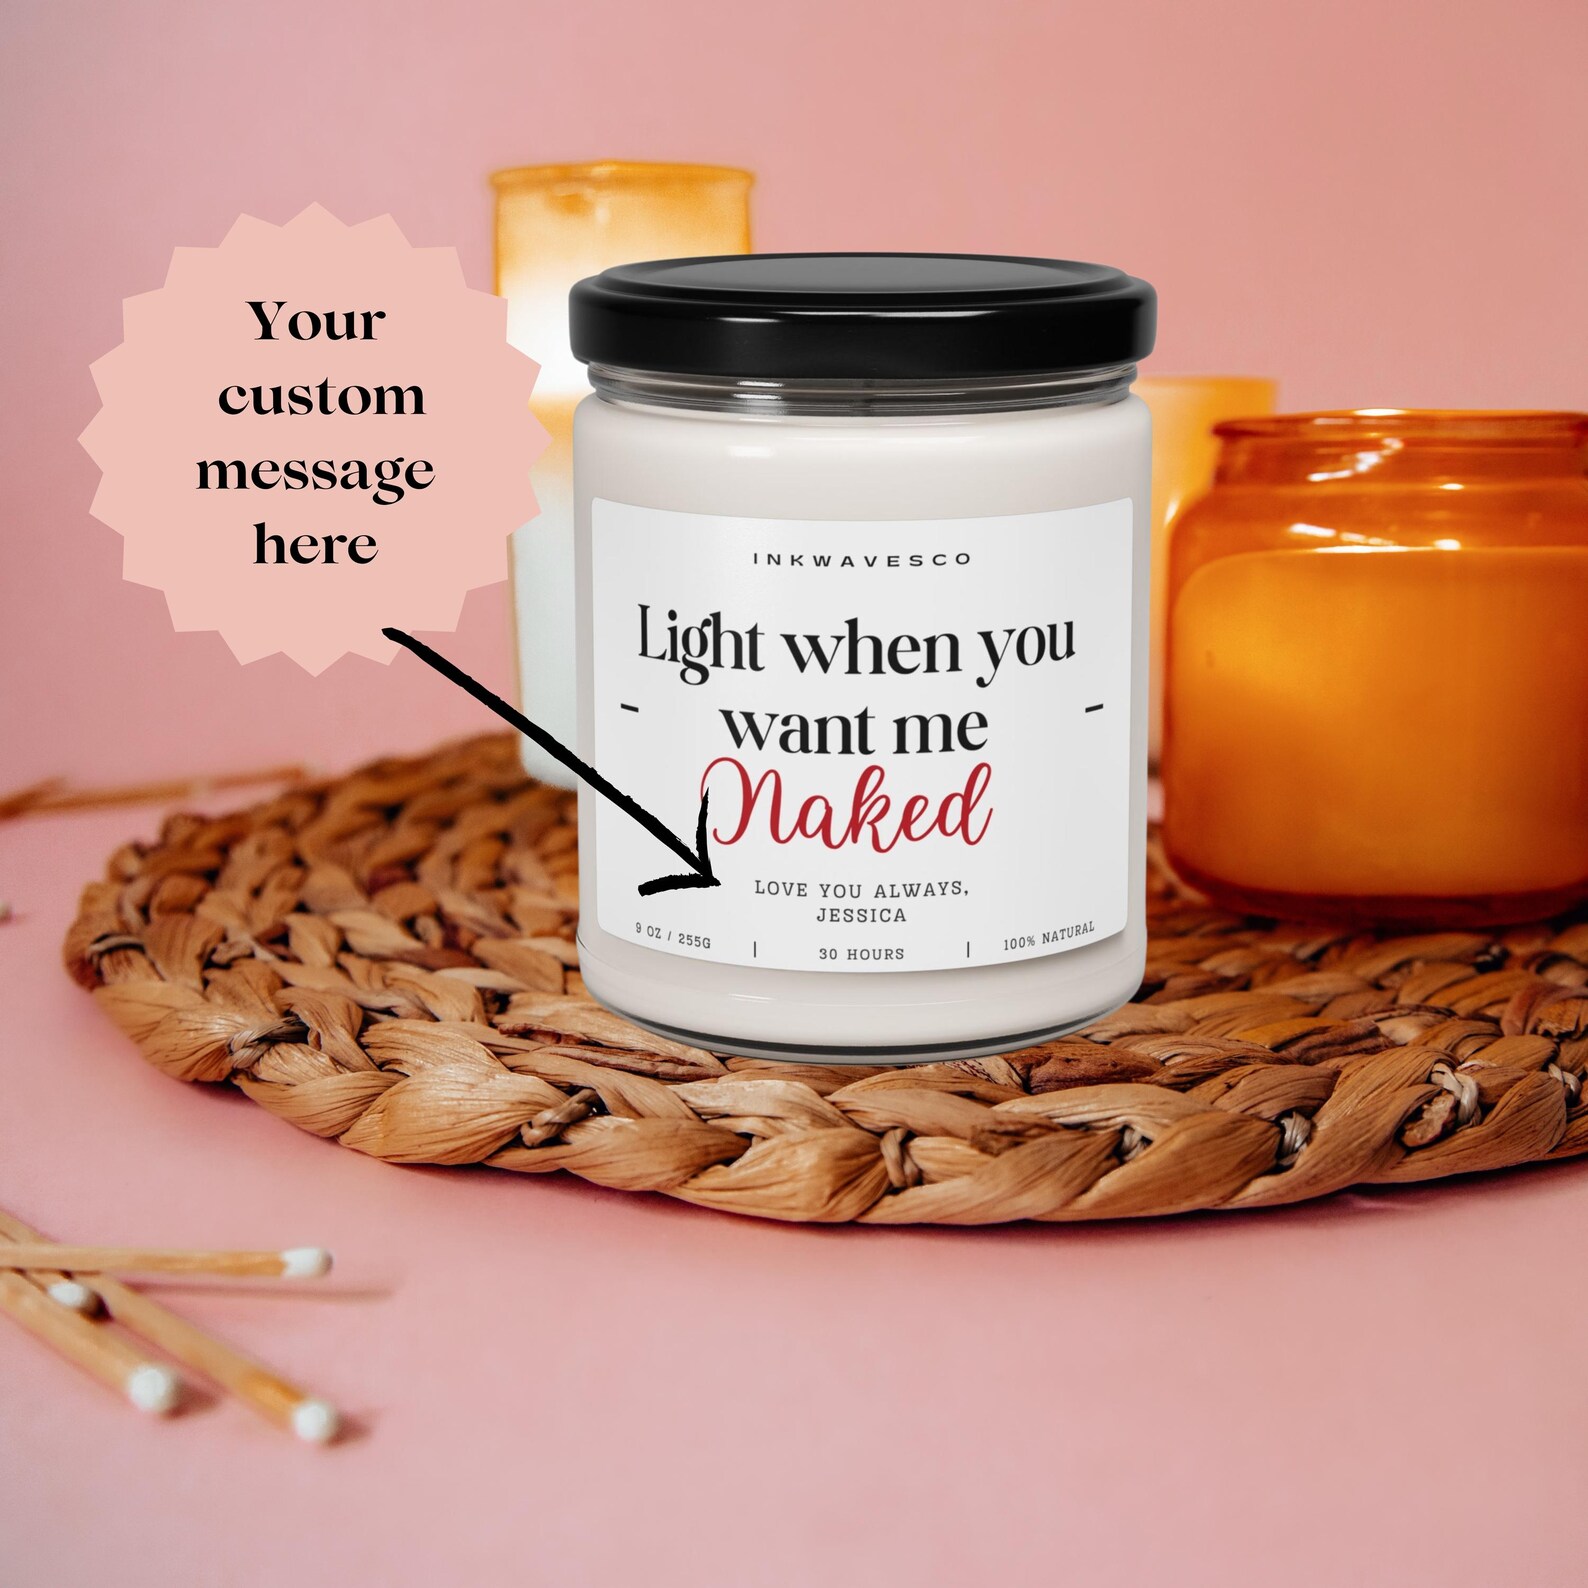 Your
custom
message
here
INKWAVESCO
Light when you
- want me -
Naked
LOVE YOU ALWAYS,
JESSICA
9 OZ / 255G | 30 HOURS | 100% NATURAL